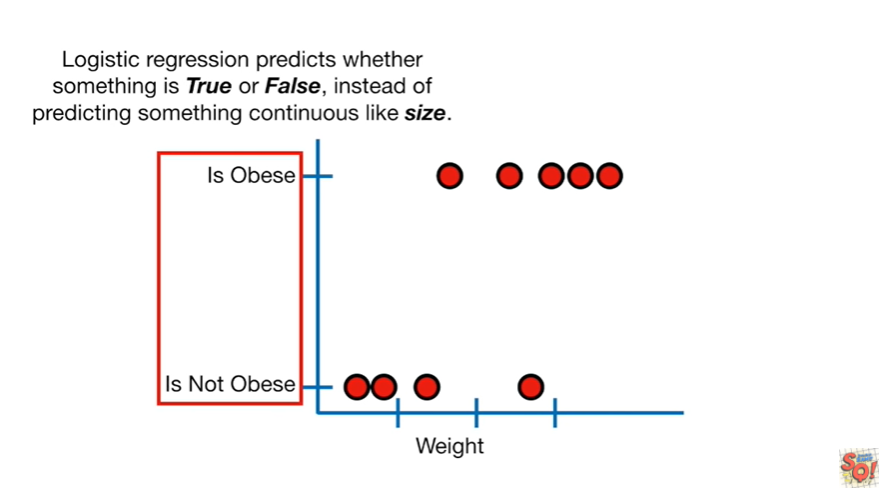 Logistic regression predicts whether
something is True or False, instead of
predicting something continuous like size.
Is Obese
Is Not Obese
Weight
SO!